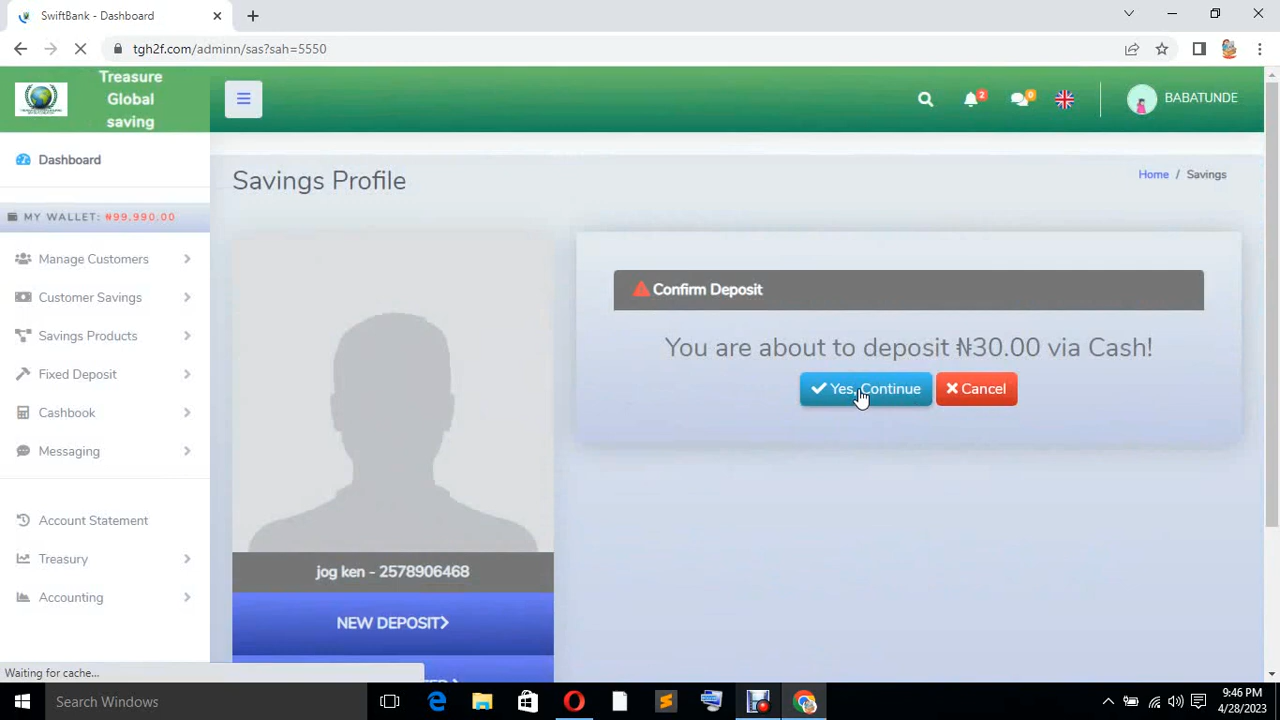 SwiftBank - Dashboard
tgh2f.com/adminn/sas?sah=5550
Treasure
Global
saving
2
0
BABATUNDE
Dashboard
MY WALLET: ₦99,990.00
Manage Customers
Customer Savings
Savings Products
Fixed Deposit
Cashbook
Messaging
Account Statement
Treasury
Accounting
Savings Profile
Home / Savings
Confirm Deposit
You are about to deposit ₦30.00 via Cash!
Yes, Continue
Cancel
jog ken - 2578906468
NEW DEPOSIT
Waiting for cache...
Search Windows
9:46 PM
4/28/2023